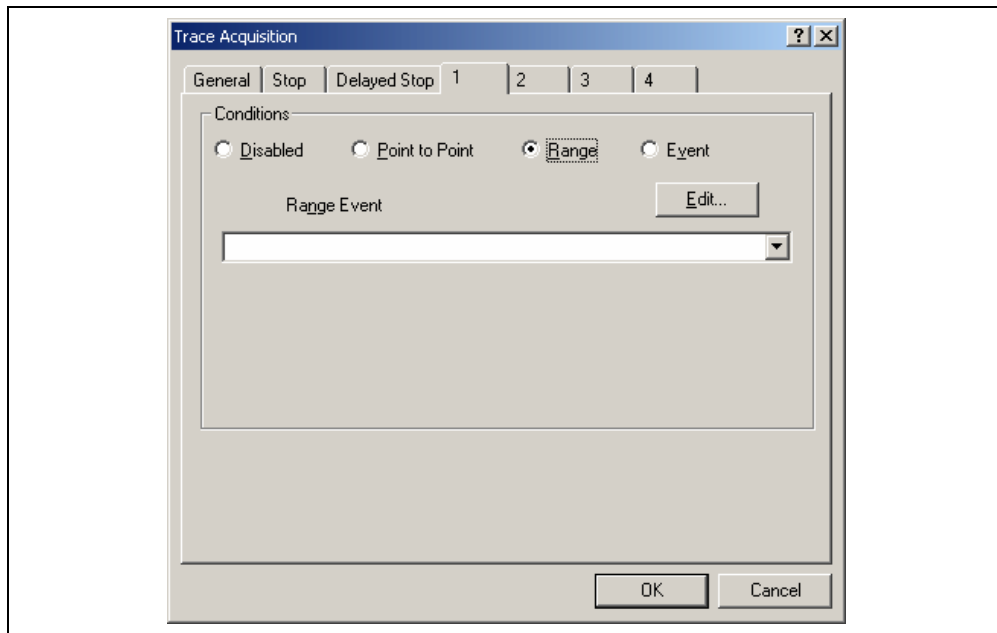 Trace Acquisition
General Stop Delayed Stop 1 2 3 4
Conditions
Disabled Point to Point Range Event
Range Event Edit...
OK Cancel